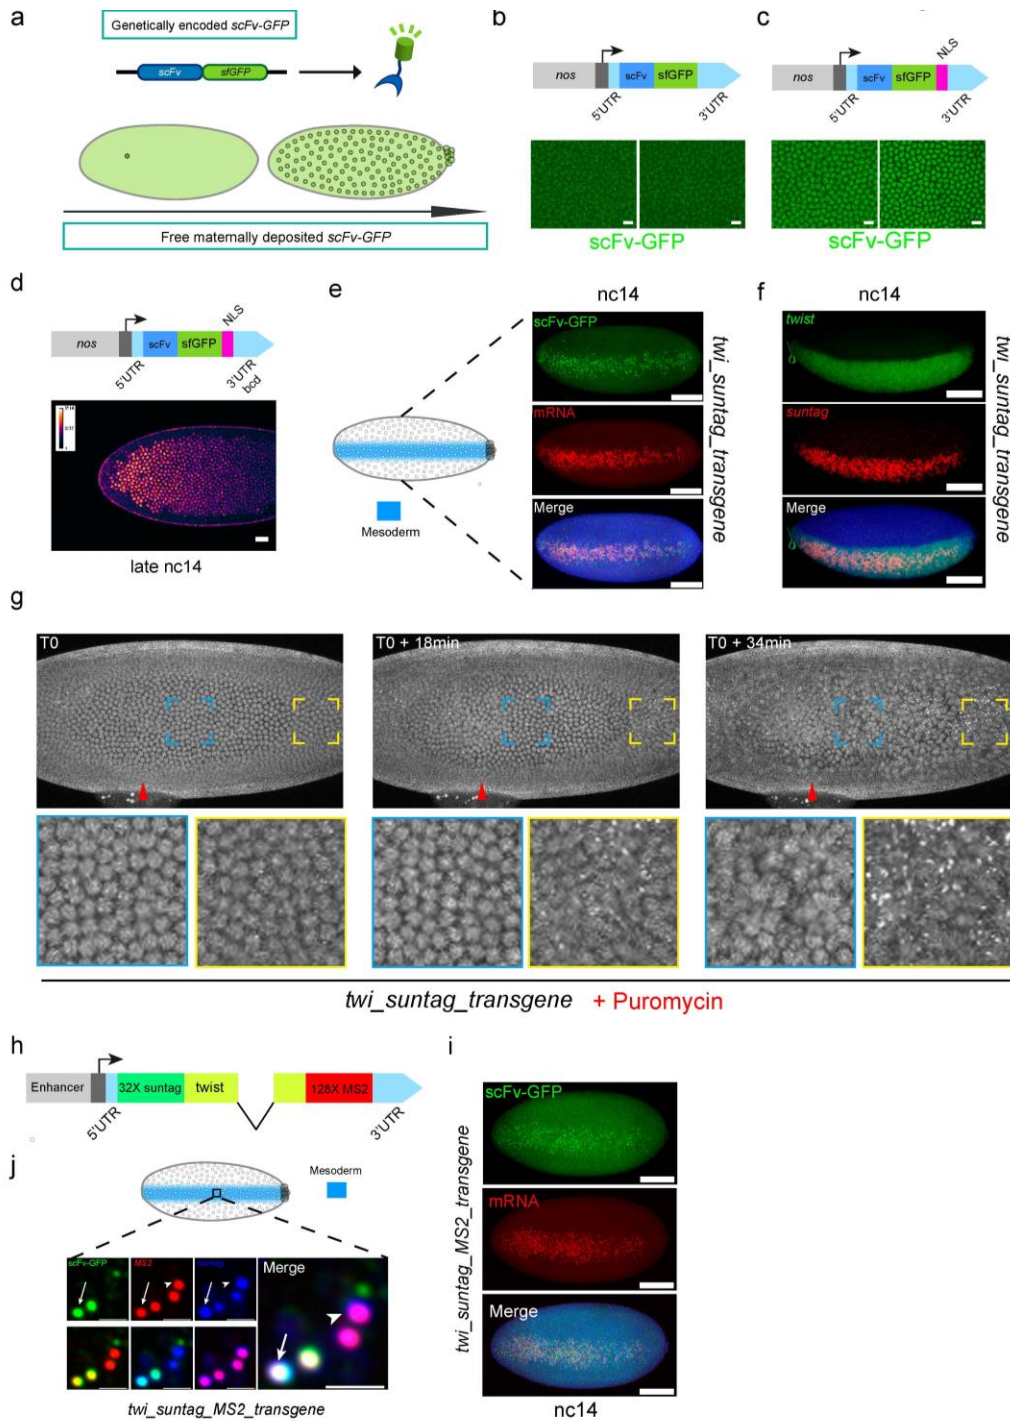 a
Genetically encoded scFv-GFP
scFv
sfGFP
Free maternally deposited scFv-GFP
b
nos
scFv
sfGFP
5'UTR
3'UTR
scFv-GFP
c
NLS
nos
scFv
sfGFP
5'UTR
3'UTR
scFv-GFP
d
NLS
nos
scFv
sfGFP
5'UTR
3'UTR
bcd
late nc14
e
Mesoderm
nc14
scFv-GFP
mRNA
Merge
twi_suntag_transgene
f
nc14
twist
suntag
Merge
twi_suntag_transgene
g
T0
T0 + 18min
T0 + 34min
twi_suntag_transgene + Puromycin
h
Enhancer
32X suntag
twist
128X MS2
5'UTR
3'UTR
i
scFv-GFP
mRNA
Merge
twi_suntag_MS2_transgene
nc14
j
Mesoderm
scFv-GFP
MS2
suntag
Merge
twi_suntag_MS2_transgene